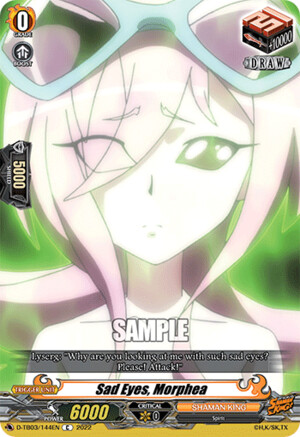 0
GRADE
+10000
DRAW
BOOST
5000
SHIELD
SAMPLE
Lyserg: "Why are you looking at me with such sad eyes?
Please! Attack!"
Sad Eyes, Morphea
TRIGGER UNIT
POWER 6000
CRITICAL 0
SHAMAN KING
Spirit
D-TB03/144EN C 2022
©H,K/SK,TX